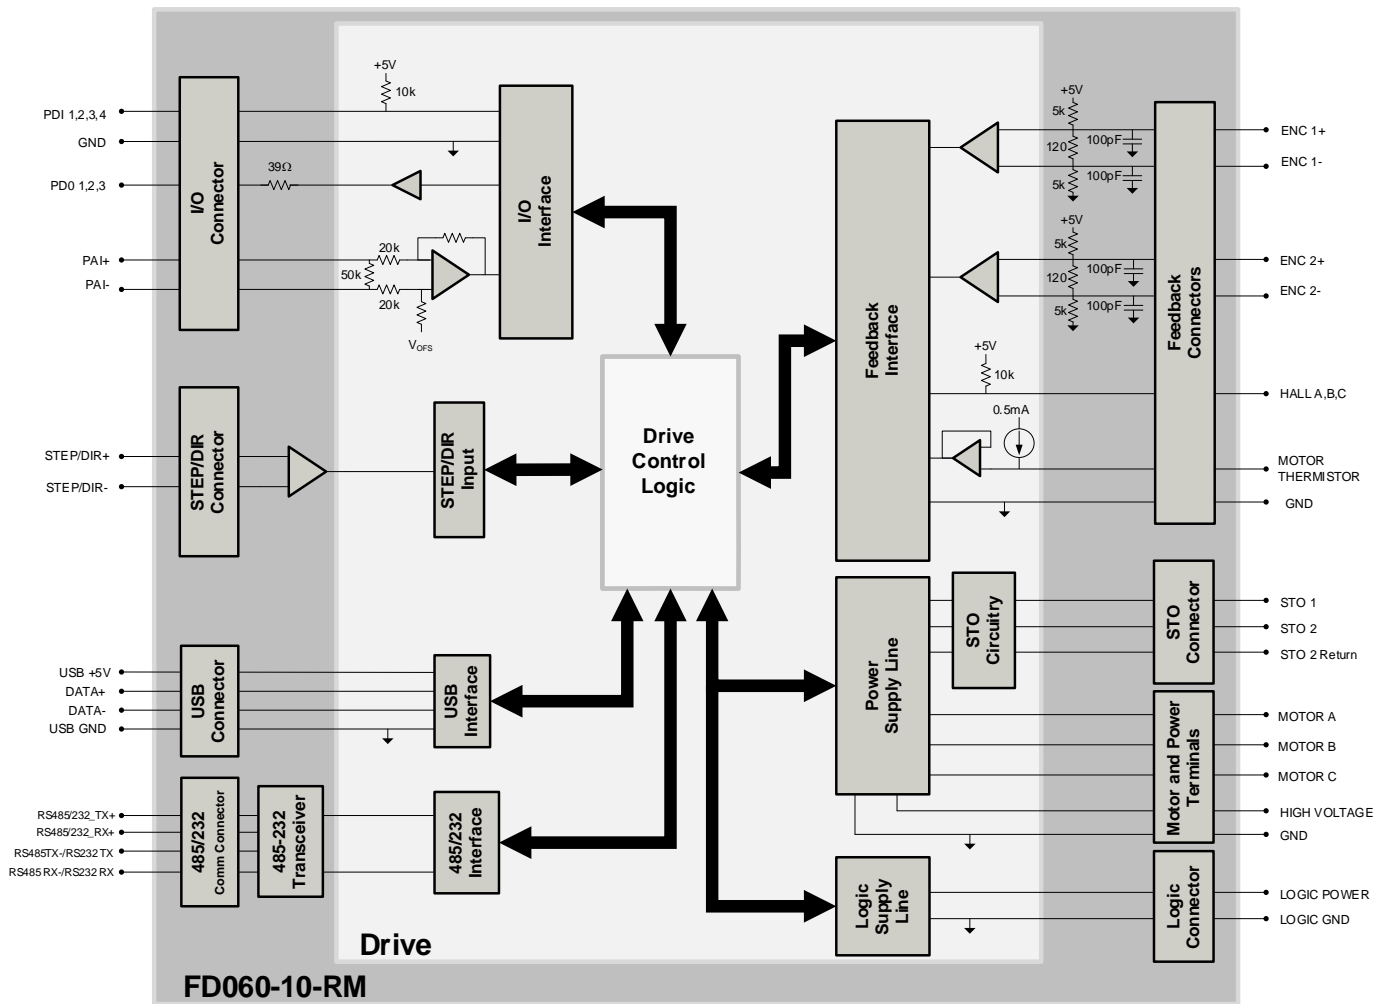 PDI 1,2,3,4
GND
PD0 1,2,3
PAI+
PAI-
I/O
Connector
+5V
10k
39Ω
20k
50k
20k
VOFS
I/O
Interface
STEP/DIR+
STEP/DIR-
STEP/DIR
Connector
STEP/DIR
Input
USB +5V
DATA+
DATA-
USB GND
USB
Connector
USB
Interface
RS485/232_TX+
RS485/232_RX+
RS485TX-/RS232 TX
RS485 RX-/RS232 RX
485/232
Comm Connector
485-232
Transceiver
485/232
Interface
Drive
Control
Logic
Feedback
Interface
+5V
5k
120
5k
100pF
100pF
+5V
5k
120
5k
100pF
100pF
+5V
10k
0.5mA
Feedback
Connectors
ENC 1+
ENC 1-
ENC 2+
ENC 2-
HALL A,B,C
MOTOR
THERMISTOR
GND
Power
Supply Line
STO
Circuitry
STO
Connector
STO 1
STO 2
STO 2 Return
Motor and Power
Terminals
MOTOR A
MOTOR B
MOTOR C
HIGH VOLTAGE
GND
Logic
Supply
Line
Logic
Connector
LOGIC POWER
LOGIC GND
Drive
FD060-10-RM